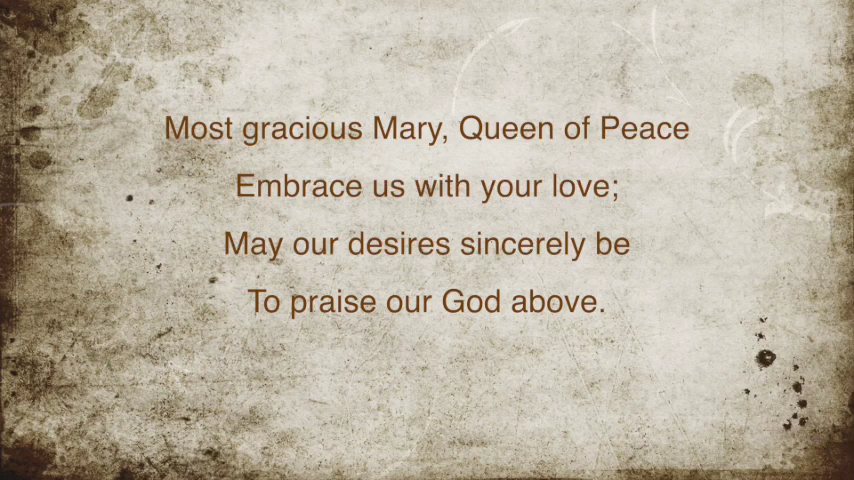 Most gracious Mary, Queen of Peace
Embrace us with your love;
May our desires sincerely be
To praise our God above.